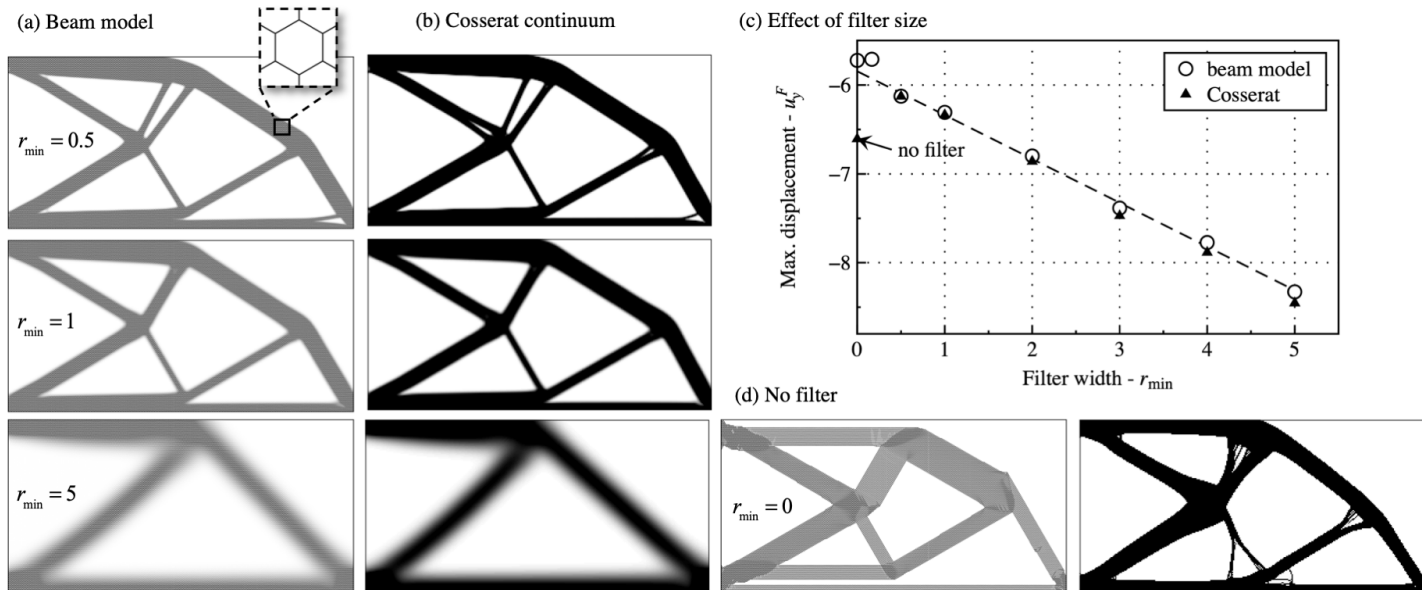 (a) Beam model
(b) Cosserat continuum
(c) Effect of filter size
r_min = 0.5
r_min = 1
r_min = 5
beam model
Cosserat
no filter
Max. displacement - u_y^F
−6
−7
−8
0 1 2 3 4 5
Filter width - r_min
(d) No filter
r_min = 0